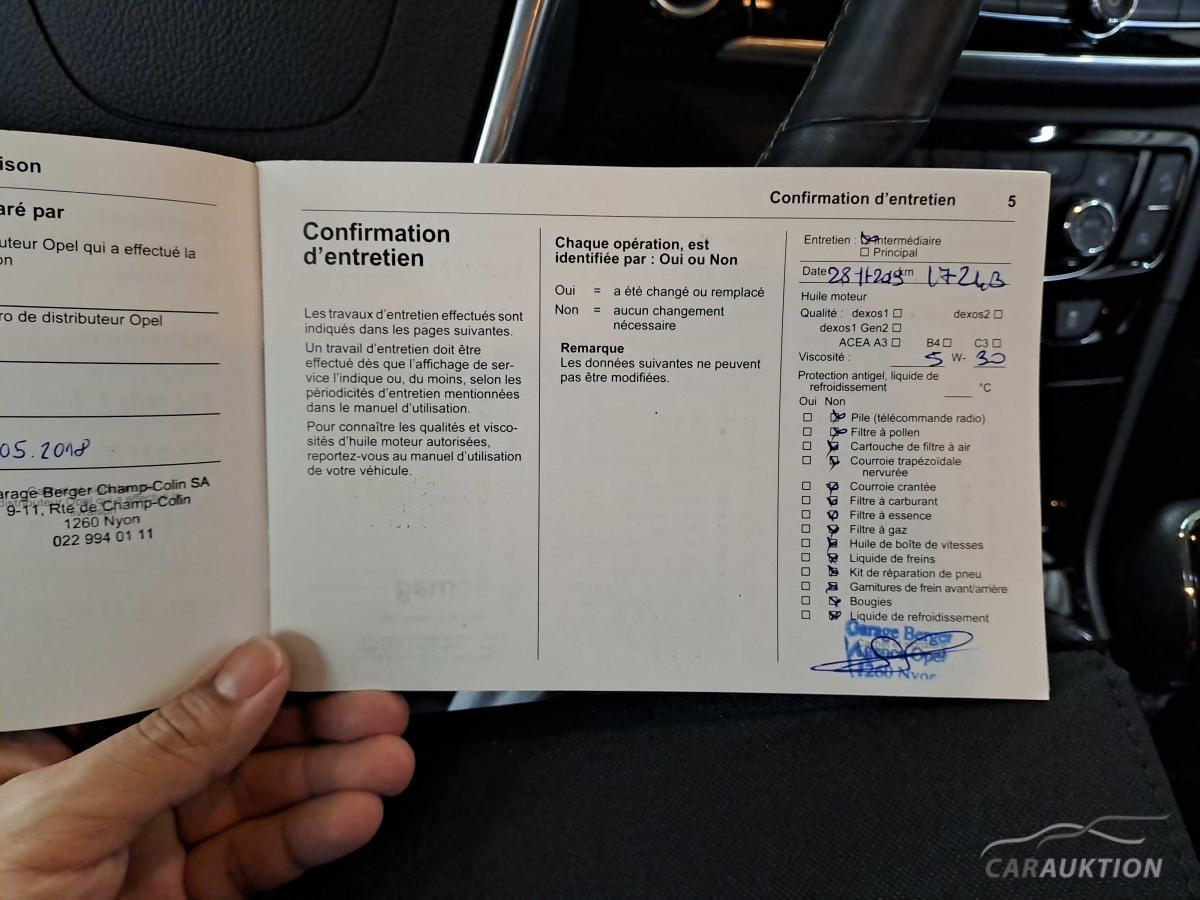 ison
aré par
uteur Opel qui a effectué la
on
ro de distributeur Opel
05.2018
arage Berger Champ-Colin SA
9-11, Rte de Champ-Colin
1260 Nyon
022 994 01 11
Confirmation d'entretien 5
Confirmation
d'entretien
Les travaux d'entretien effectués sont
indiqués dans les pages suivantes.
Un travail d'entretien doit être
effectué dès que l'affichage de ser-
vice l'indique ou, du moins, selon les
périodicités d'entretien mentionnées
dans le manuel d'utilisation.
Pour connaître les qualités et visco-
sités d'huile moteur autorisées,
reportez-vous au manuel d'utilisation
de votre véhicule.
Chaque opération, est
identifiée par : Oui ou Non
Oui = a été changé ou remplacé
Non = aucun changement
nécessaire
Remarque
Les données suivantes ne peuvent
pas être modifiées.
Entretien : ☒ Intermédiaire
☐ Principal
Date km
Huile moteur
Qualité : dexos1 ☐ dexos2 ☐
dexos1 Gen2 ☐
ACEA A3 ☐ B4 ☐ C3 ☐
Viscosité : 5 W- 30
Protection antigel, liquide de
refroidissement °C
Oui Non
☐ ☒ Pile (télécommande radio)
☐ ☒ Filtre à pollen
☐ ☒ Cartouche de filtre à air
☐ ☒ Courroie trapézoïdale
nervurée
☐ ☒ Courroie crantée
☐ ☒ Filtre à carburant
☐ ☒ Filtre à essence
☐ ☒ Filtre à gaz
☐ ☒ Huile de boîte de vitesses
☐ ☒ Liquide de freins
☐ ☒ Kit de réparation de pneu
☐ ☒ Garnitures de frein avant/arrière
☐ ☒ Bougies
☐ ☒ Liquide de refroidissement
Garage Berger
Opel
1260 Nyon
CARAUKTION